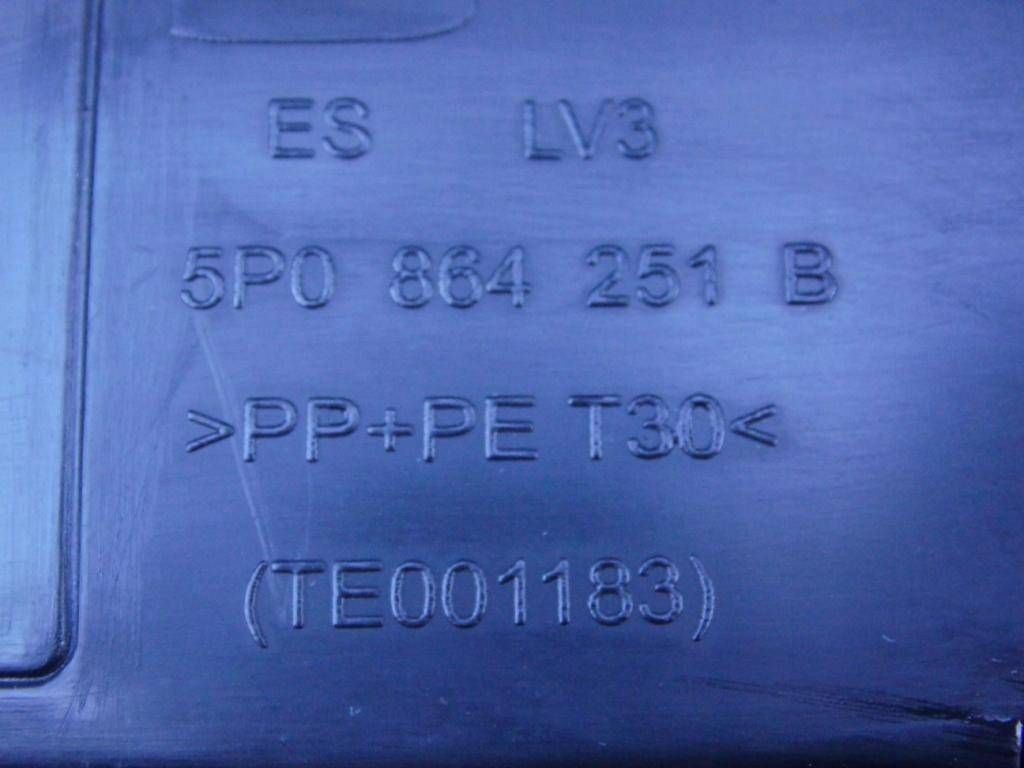 ES LV3
5P0 864 251 B
>PP+PE T30<
(TE001183)